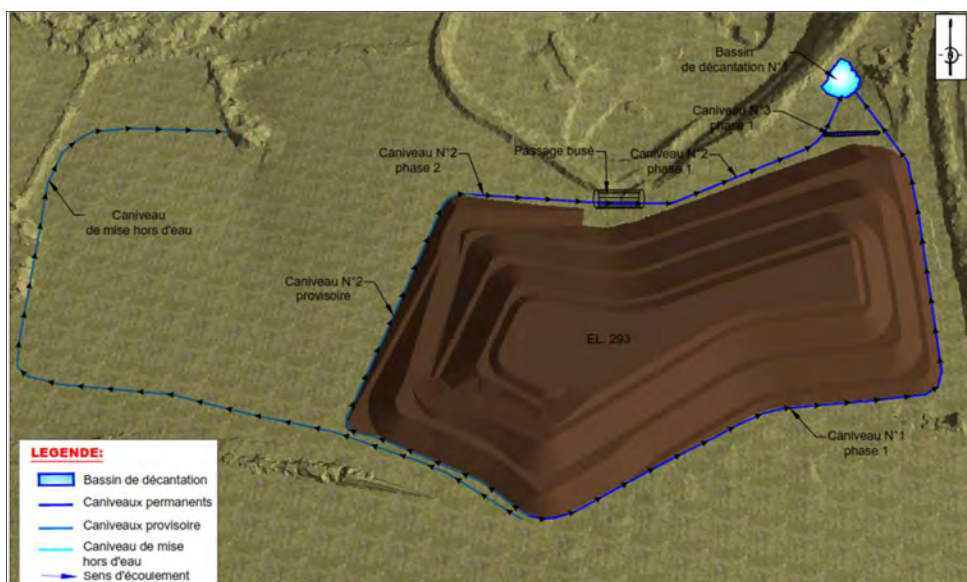 Bassin
de décantation N°1
Caniveau N°3
phase 1
Passage busé
Caniveau N°2
phase 2
Caniveau N°2
phase 1
Caniveau
de mise hors d'eau
Caniveau N°2
provisoire
EL. 293
Caniveau N°1
phase 1
LEGENDE:
Bassin de décantation
Caniveaux permanents
Caniveaux provisoire
Caniveau de mise
hors d'eau
Sens d'écoulement